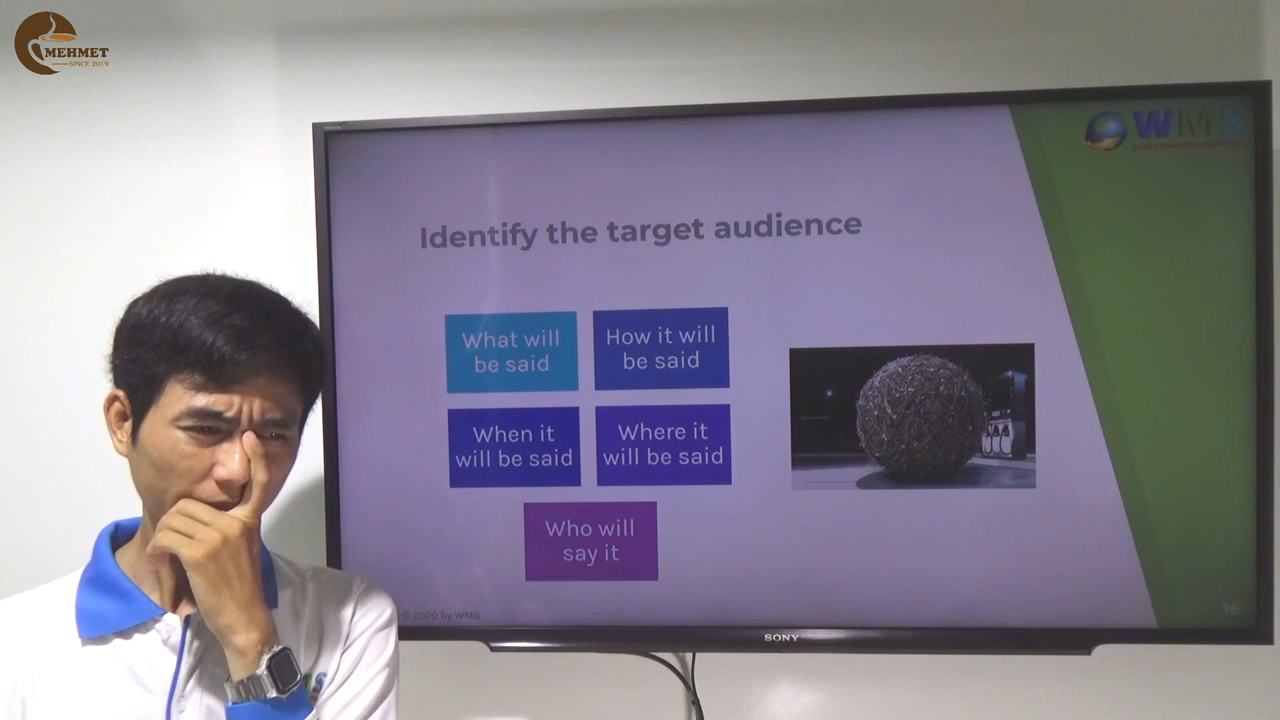 MEHMET
SINCE 2019
WMS
Identify the target audience
What will
be said
How it will
be said
When it
will be said
Where it
will be said
Who will
say it
© 2020 by WMS
16
SONY